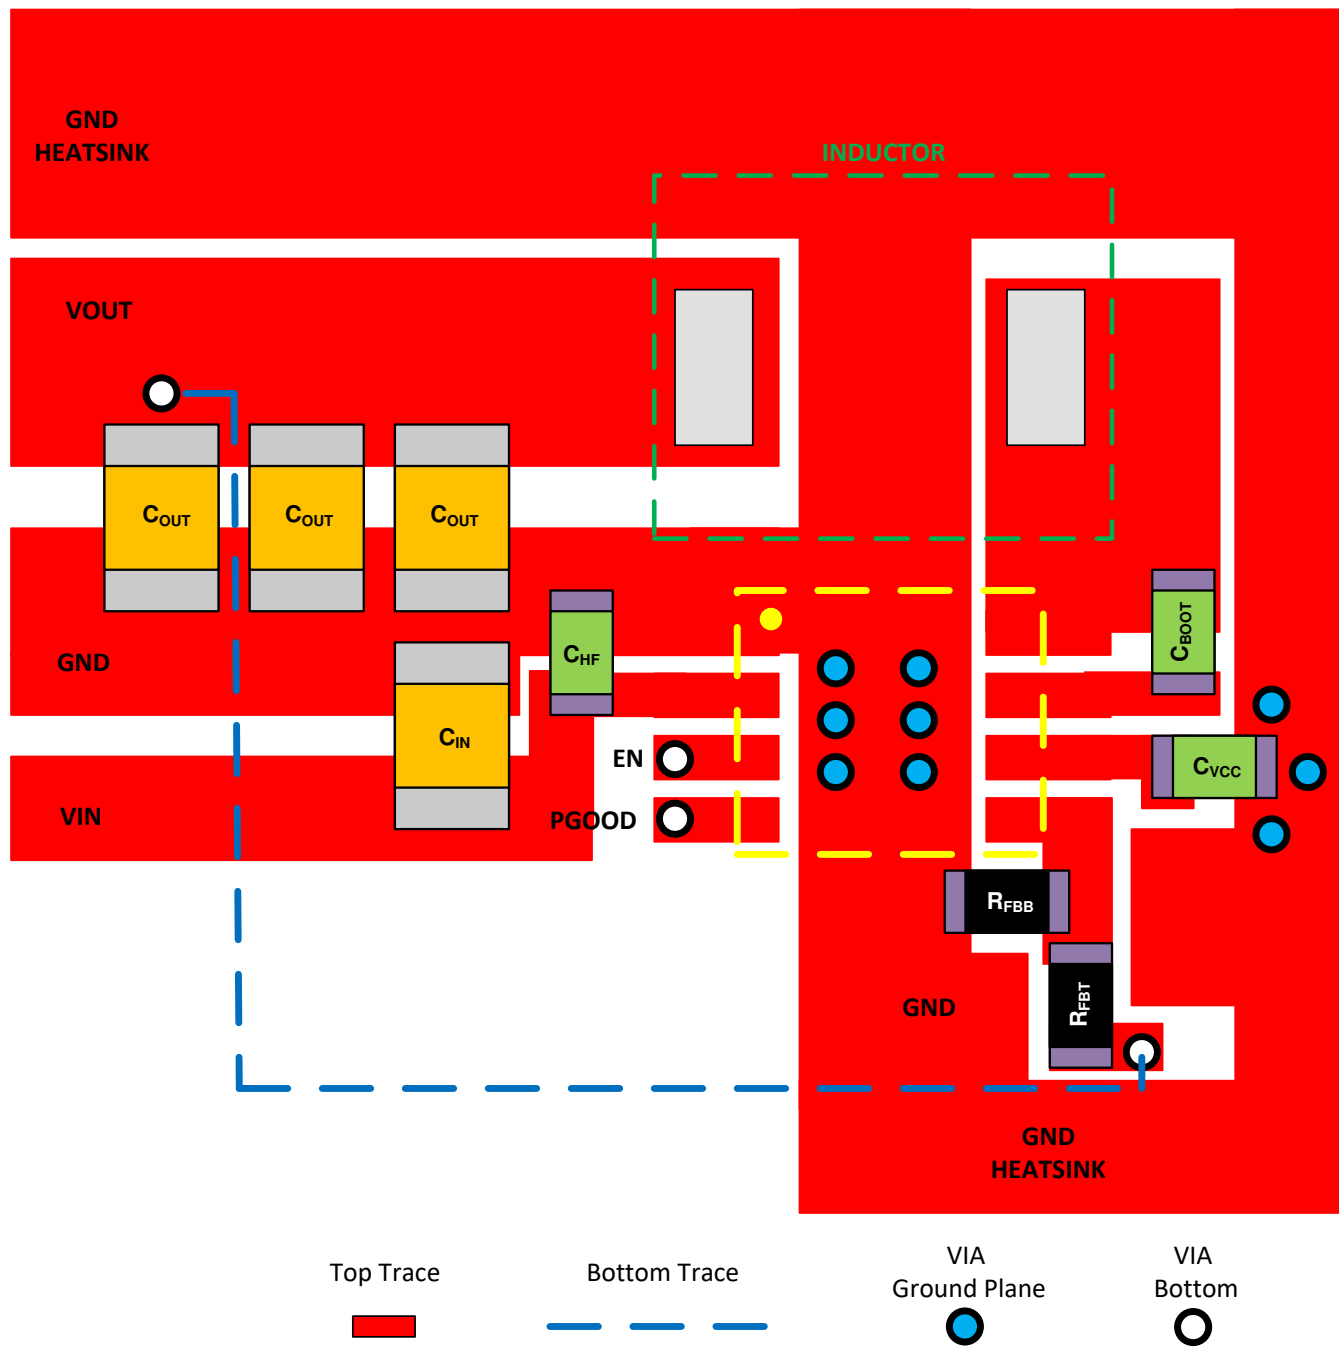 GND
HEATSINK
INDUCTOR
VOUT
COUT
COUT
COUT
CHF
CBOOT
GND
CIN
EN
CVCC
VIN
PGOOD
RFBB
GND
RFBT
GND
HEATSINK
Top Trace
Bottom Trace
VIA
Ground Plane
VIA
Bottom